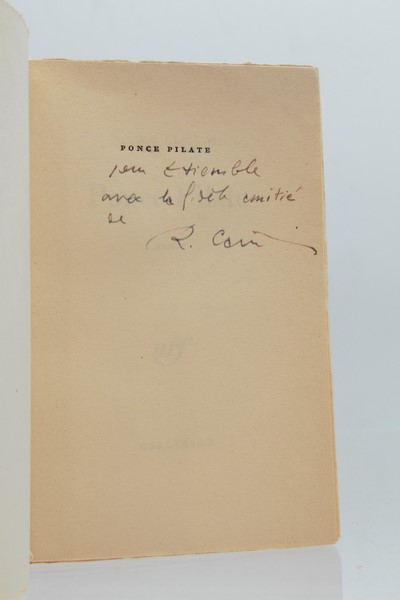 PONCE PILATE
pour Etiemble
avec la fidèle amitié
de
R. Caillois